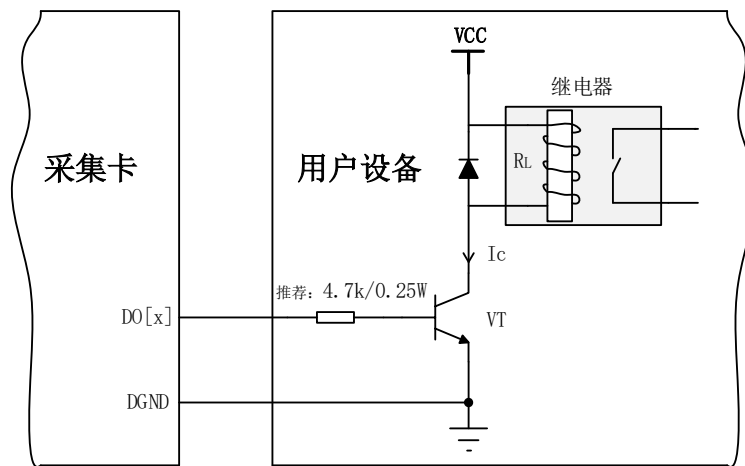 VCC
继电器
采集卡
用户设备
RL
Ic
推荐: 4.7k/0.25W
DO[x]
VT
DGND